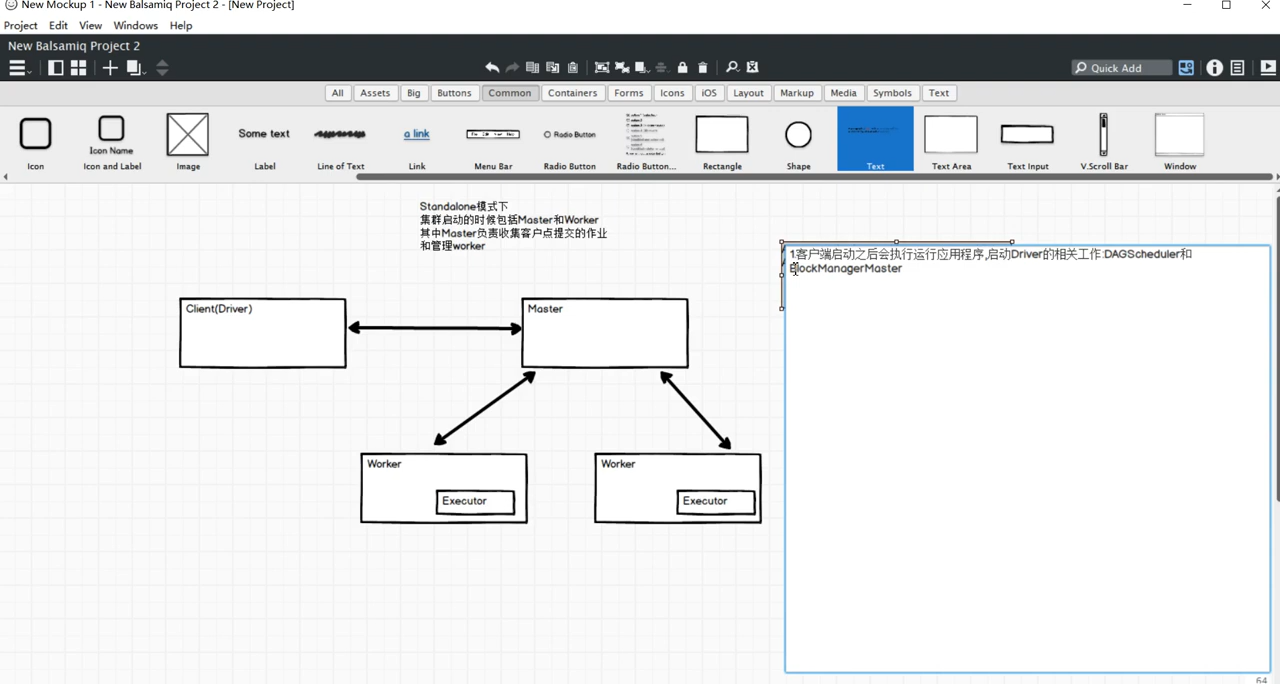 New Mockup 1 - New Balsamiq Project 2 - [New Project]
Project Edit View Windows Help
New Balsamiq Project 2
Quick Add
All Assets Big Buttons Common Containers Forms Icons iOS Layout Markup Media Symbols Text
Icon Name
Some text
a link
Radio Button
Icon Icon and Label Image Label Line of Text Link Menu Bar Radio Button Radio Button... Rectangle Shape Text Text Area Text Input V.Scroll Bar Window
Standalone模式下
集群启动的时候包括Master和Worker
其中Master负责收集客户点提交的作业
和管理worker
1.客户端启动之后会执行运行应用程序,启动Driver的相关工作:DAGScheduler和
BlockManagerMaster
Client(Driver)
Master
Worker
Executor
Worker
Executor
64